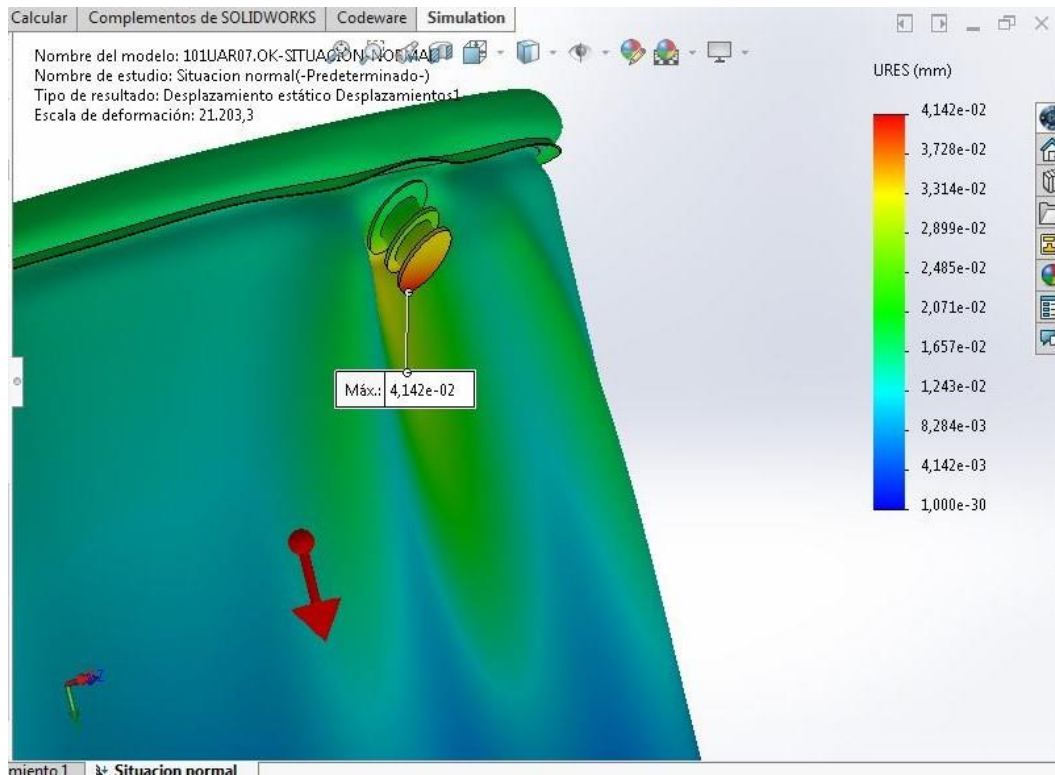 Calcular Complementos de SOLIDWORKS Codeware Simulation
Nombre del modelo: 101UAR07.OK-SITUACION NORMAL
Nombre de estudio: Situacion normal(-Predeterminado-)
Tipo de resultado: Desplazamiento estático Desplazamientos1
Escala de deformación: 21.203,3
URES (mm)
4,142e-02
3,728e-02
3,314e-02
2,899e-02
2,485e-02
2,071e-02
1,657e-02
1,243e-02
8,284e-03
4,142e-03
1,000e-30
Máx.: 4,142e-02
miento 1 Situacion normal